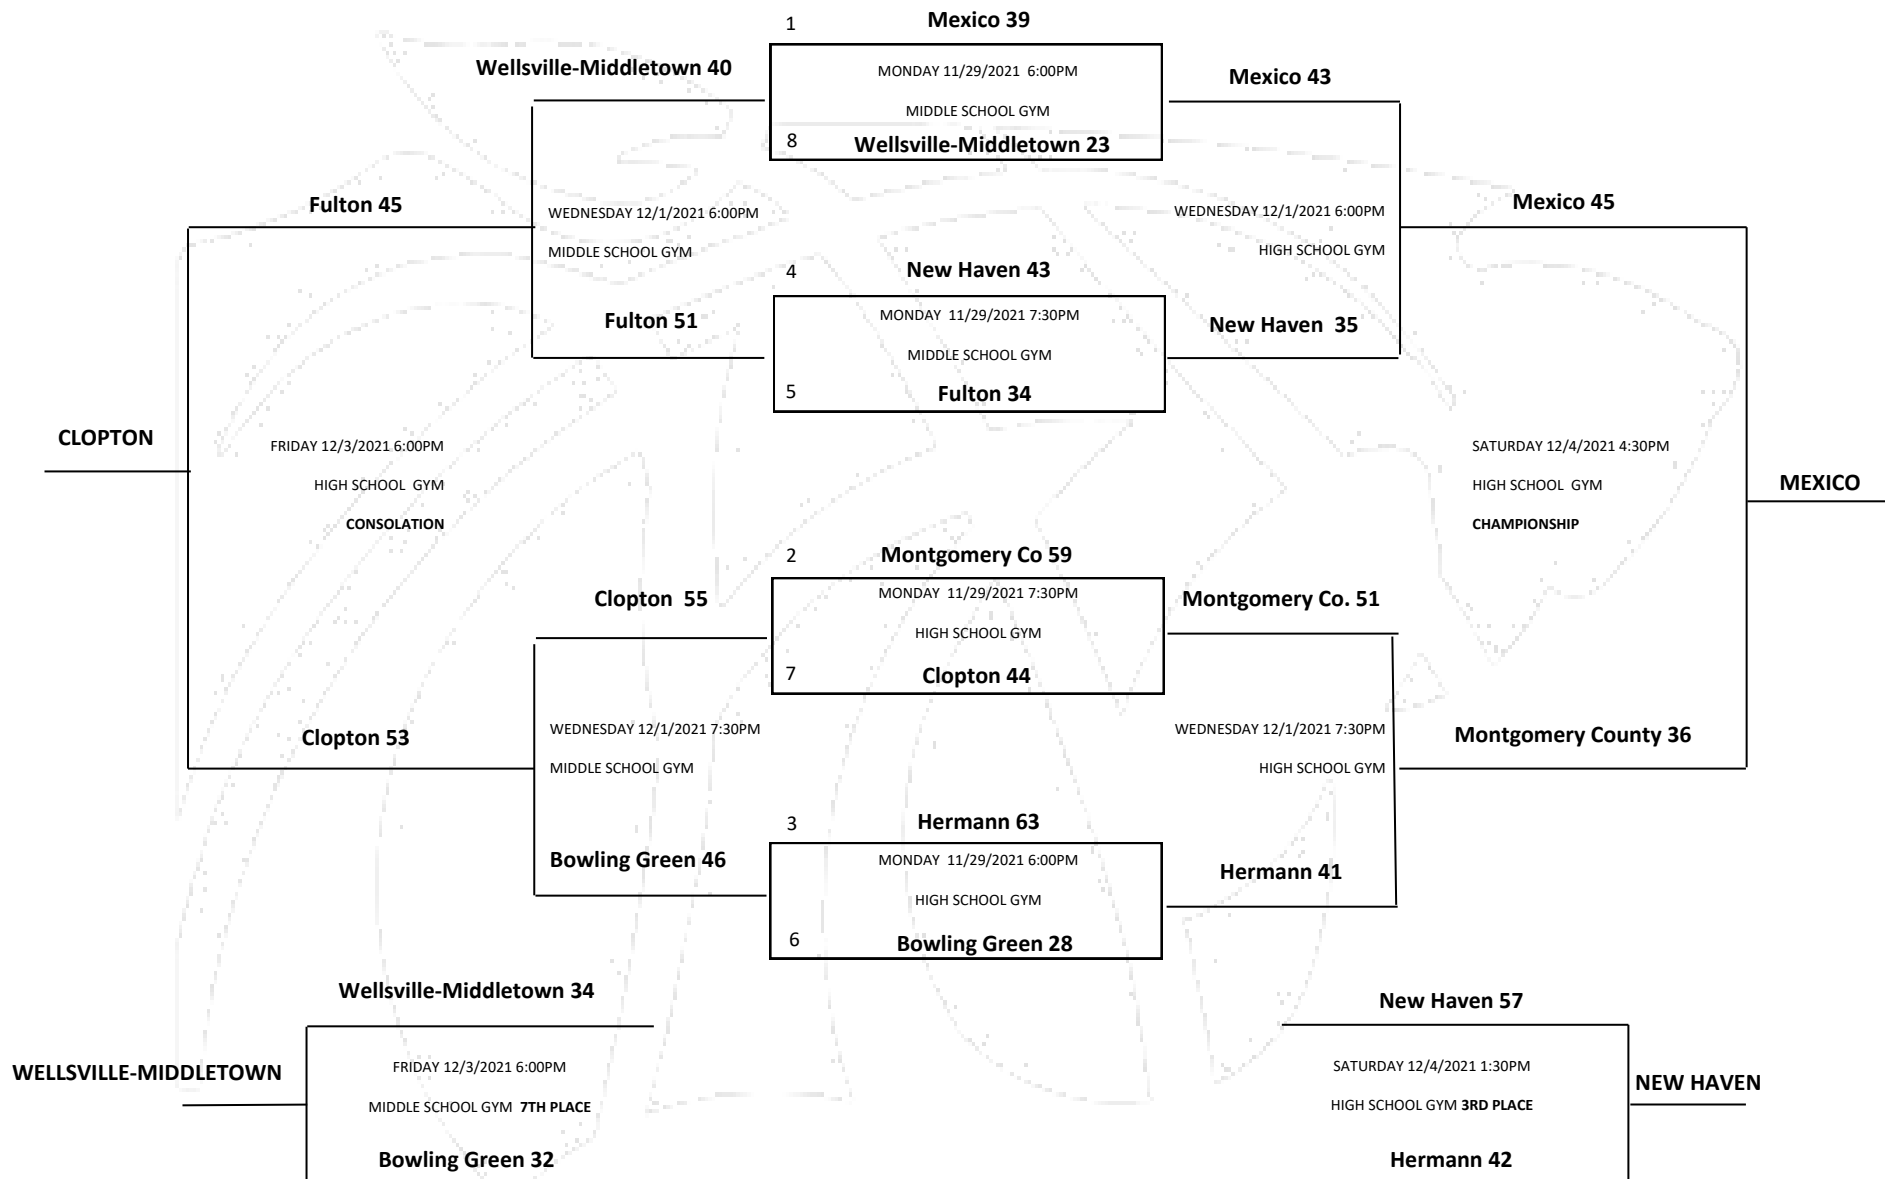 1
Mexico 39
Wellsville-Middletown 40
MONDAY 11/29/2021 6:00PM
Mexico 43
MIDDLE SCHOOL GYM
8
Wellsville-Middletown 23
Fulton 45
WEDNESDAY 12/1/2021 6:00PM
MIDDLE SCHOOL GYM
WEDNESDAY 12/1/2021 6:00PM
HIGH SCHOOL GYM
Mexico 45
4
New Haven 43
Fulton 51
MONDAY 11/29/2021 7:30PM
New Haven 35
MIDDLE SCHOOL GYM
5
Fulton 34
CLOPTON
FRIDAY 12/3/2021 6:00PM
HIGH SCHOOL GYM
CONSOLATION
SATURDAY 12/4/2021 4:30PM
HIGH SCHOOL GYM
CHAMPIONSHIP
MEXICO
2
Montgomery Co 59
Clopton 55
MONDAY 11/29/2021 7:30PM
Montgomery Co. 51
HIGH SCHOOL GYM
7
Clopton 44
Clopton 53
WEDNESDAY 12/1/2021 7:30PM
MIDDLE SCHOOL GYM
WEDNESDAY 12/1/2021 7:30PM
HIGH SCHOOL GYM
Montgomery County 36
3
Hermann 63
Bowling Green 46
MONDAY 11/29/2021 6:00PM
Hermann 41
HIGH SCHOOL GYM
6
Bowling Green 28
Wellsville-Middletown 34
WELLSVILLE-MIDDLETOWN
FRIDAY 12/3/2021 6:00PM
MIDDLE SCHOOL GYM 7TH PLACE
Bowling Green 32
New Haven 57
SATURDAY 12/4/2021 1:30PM
HIGH SCHOOL GYM 3RD PLACE
NEW HAVEN
Hermann 42